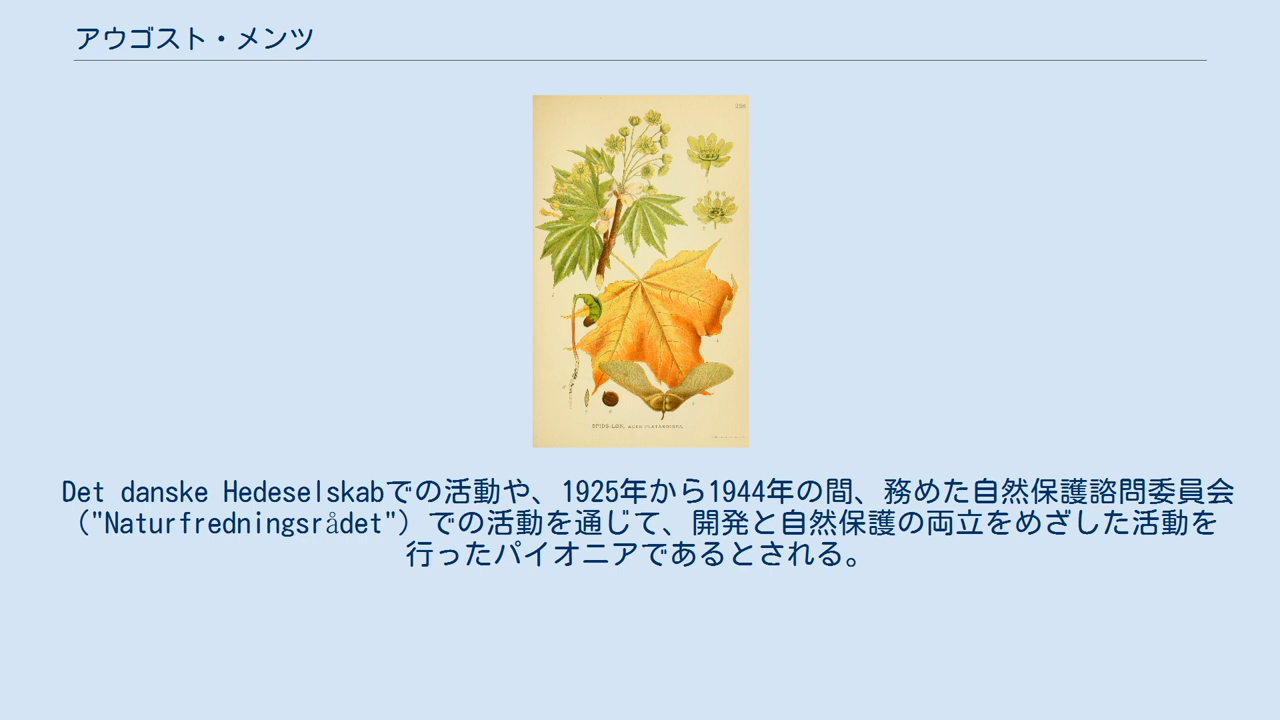 アウゴスト・メンツ
SPIDS-LØN, ACER PLATANOIDES.
Det danske Hedeselskabでの活動や、1925年から1944年の間、務めた自然保護諮問委員会
（"Naturfredningsrådet"）での活動を通じて、開発と自然保護の両立をめざした活動を
行ったパイオニアであるとされる。